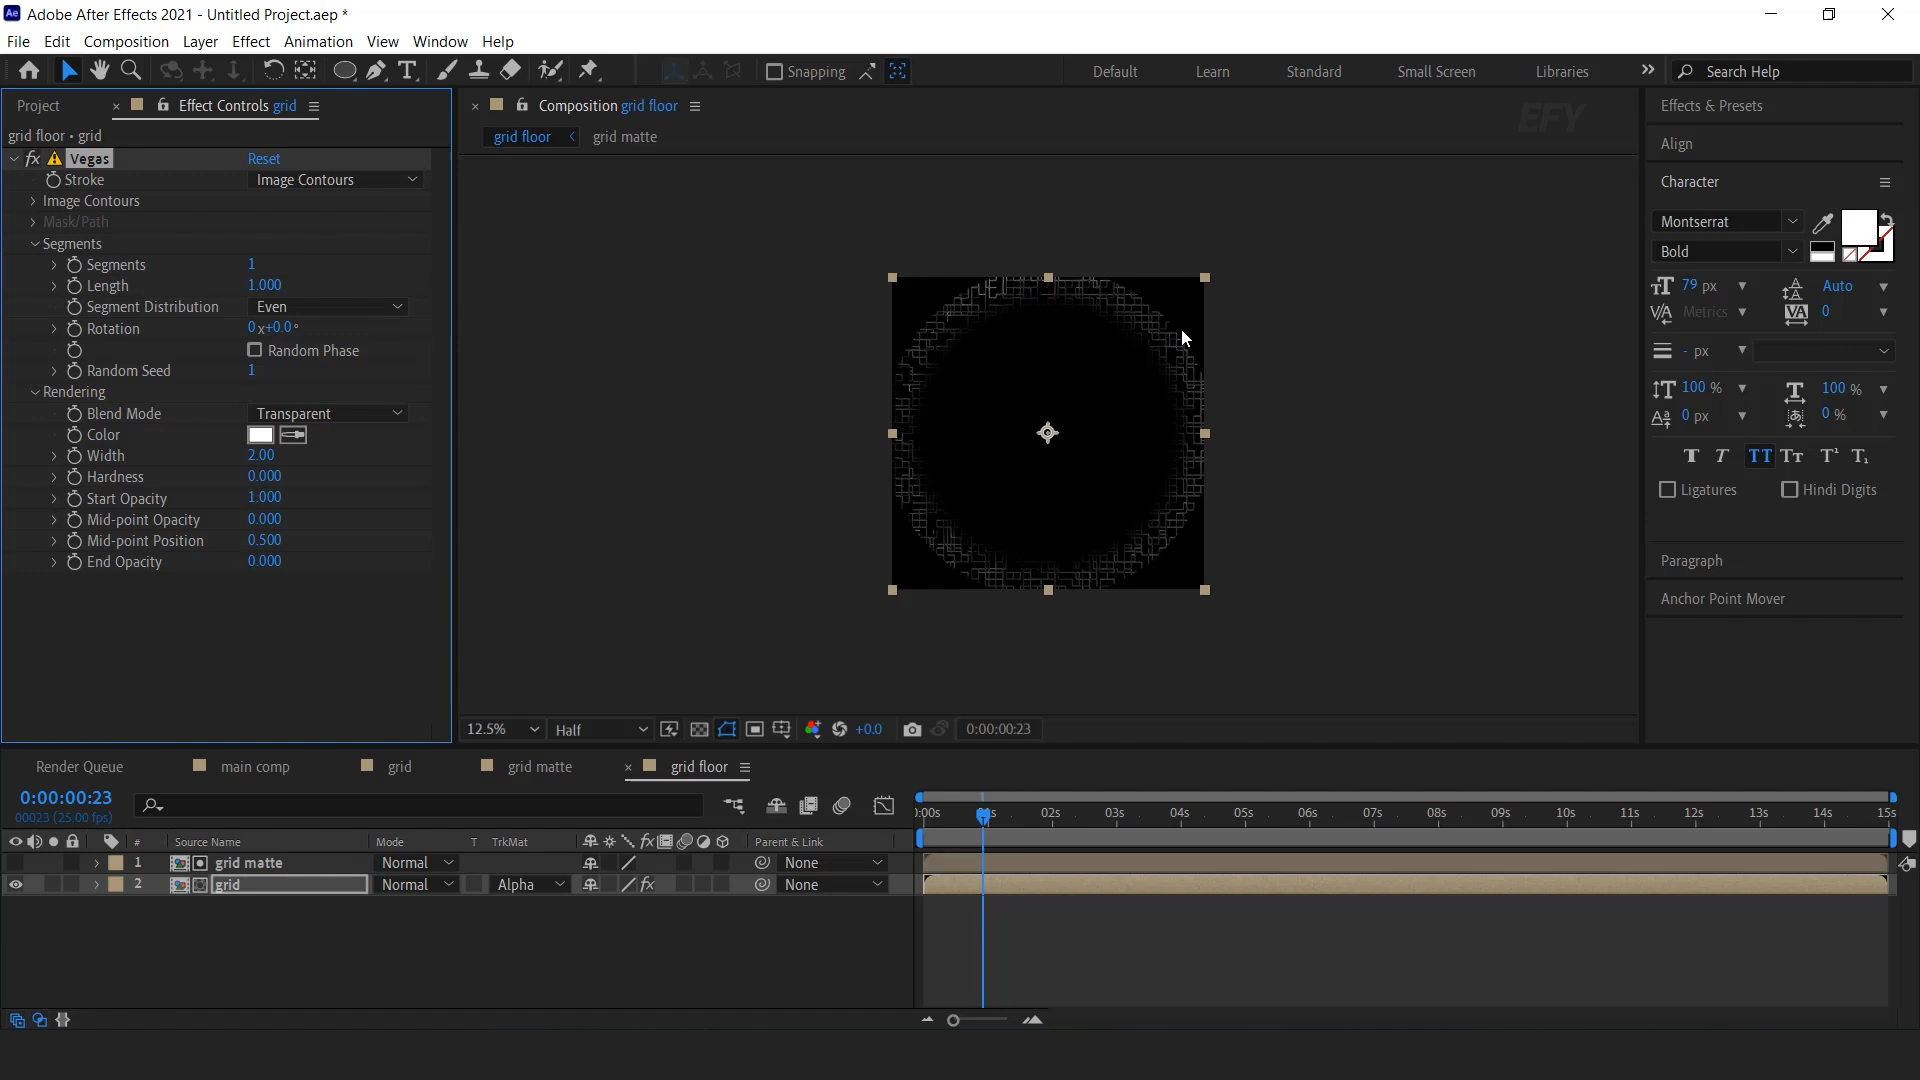 Adobe After Effects 2021 - Untitled Project.aep *
File Edit Composition Layer Effect Animation View Window Help
Snapping Default Learn Standard Small Screen Libraries Search Help
Project Effect Controls grid
grid floor • grid
fx Vegas Reset
Stroke Image Contours
Image Contours
Mask/Path
Segments
Segments 1
Length 1.000
Segment Distribution Even
Rotation 0x+0.0°
Random Phase
Random Seed 1
Rendering
Blend Mode Transparent
Color
Width 2.00
Hardness 0.000
Start Opacity 1.000
Mid-point Opacity 0.000
Mid-point Position 0.500
End Opacity 0.000
Composition grid floor
EFY
grid floor grid matte
12.5% Half +0.0 0:00:00:23
Effects & Presets
Align
Character
Montserrat
Bold
79 px Auto
Metrics 0
- px
100 % 100 %
0 px 0 %
Ligatures Hindi Digits
Paragraph
Anchor Point Mover
Render Queue main comp grid grid matte grid floor
0:00:00:23
00023 (25.00 fps)
:00s 01s 02s 03s 04s 05s 06s 07s 08s 09s 10s 11s 12s 13s 14s 15s
# Source Name Mode T TrkMat fx Parent & Link
1 grid matte Normal None
2 grid Normal Alpha fx None